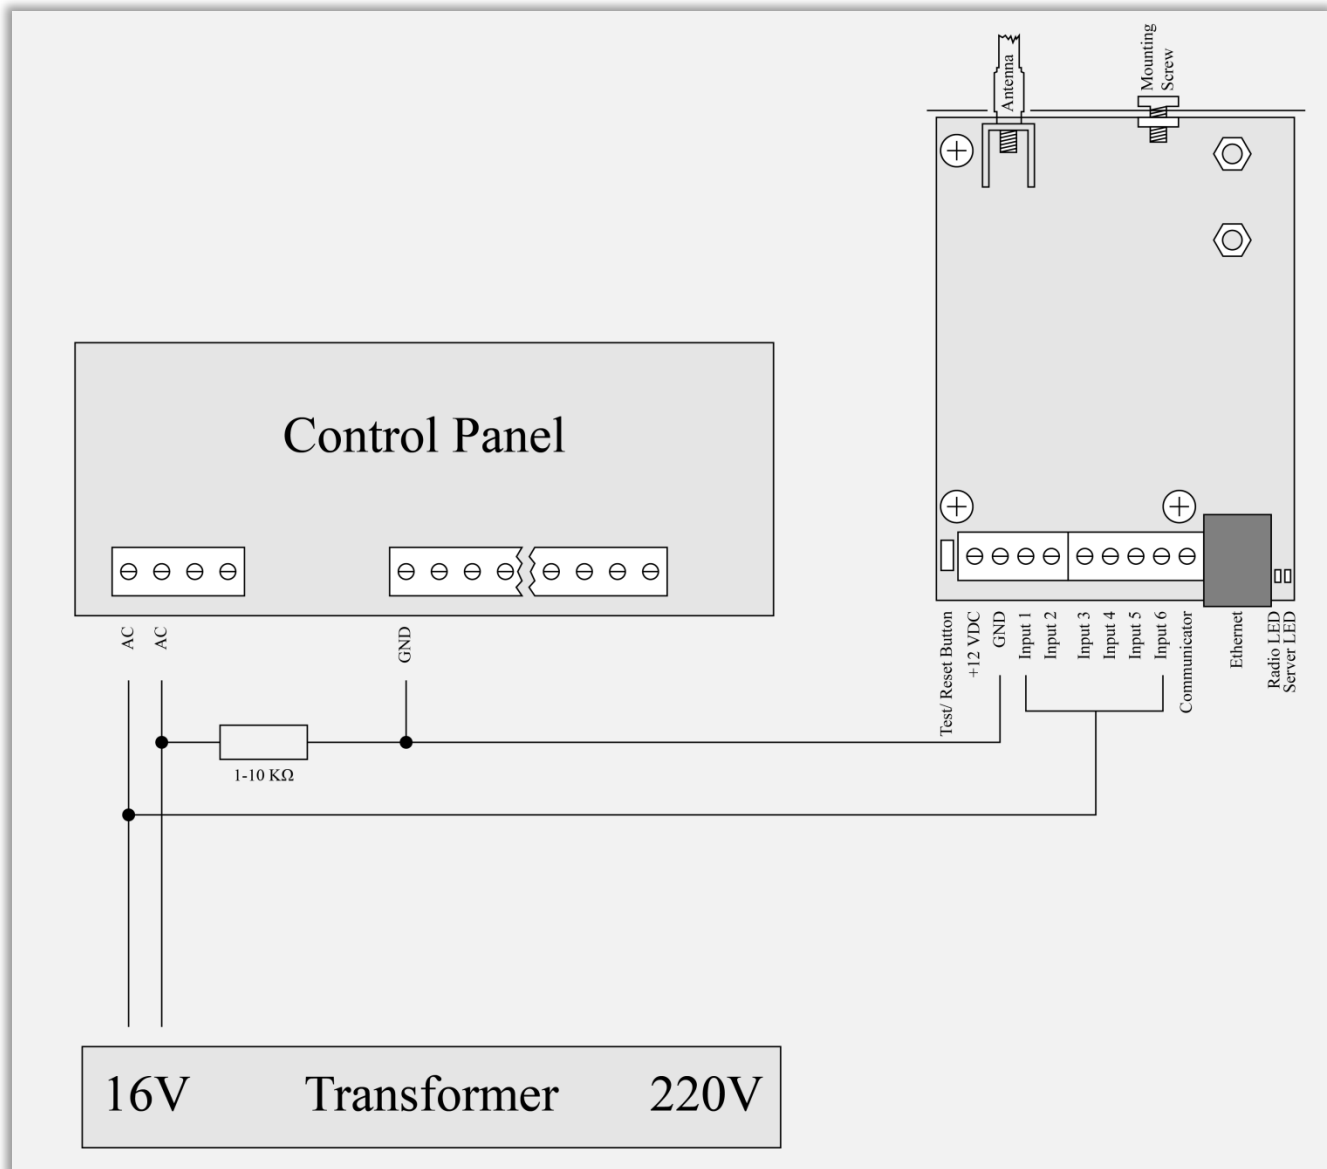 Antenna
Mounting
Screw
Control Panel
AC
AC
GND
Test/ Reset Button
+12 VDC
GND
Input 1
Input 2
Input 3
Input 4
Input 5
Input 6
Communicator
Ethernet
Radio LED
Server LED
1-10 KΩ
16V Transformer 220V